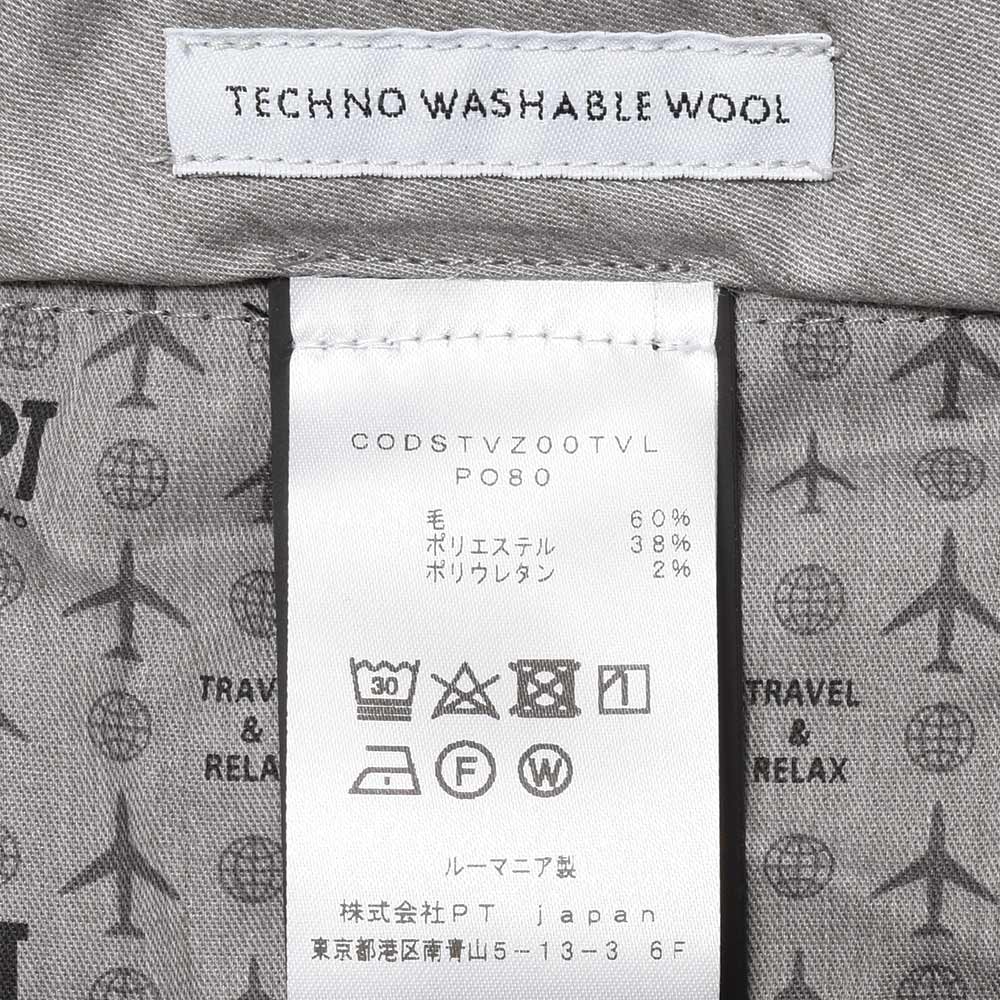 TECHNO WASHABLE WOOL
CODSTVZ00TVL
PO80
毛 60%
ポリエステル 38%
ポリウレタン 2%
30
F
W
TRAVEL
&
RELAX
ルーマニア製
株式会社PT japan
東京都港区南青山5-13-3 6F